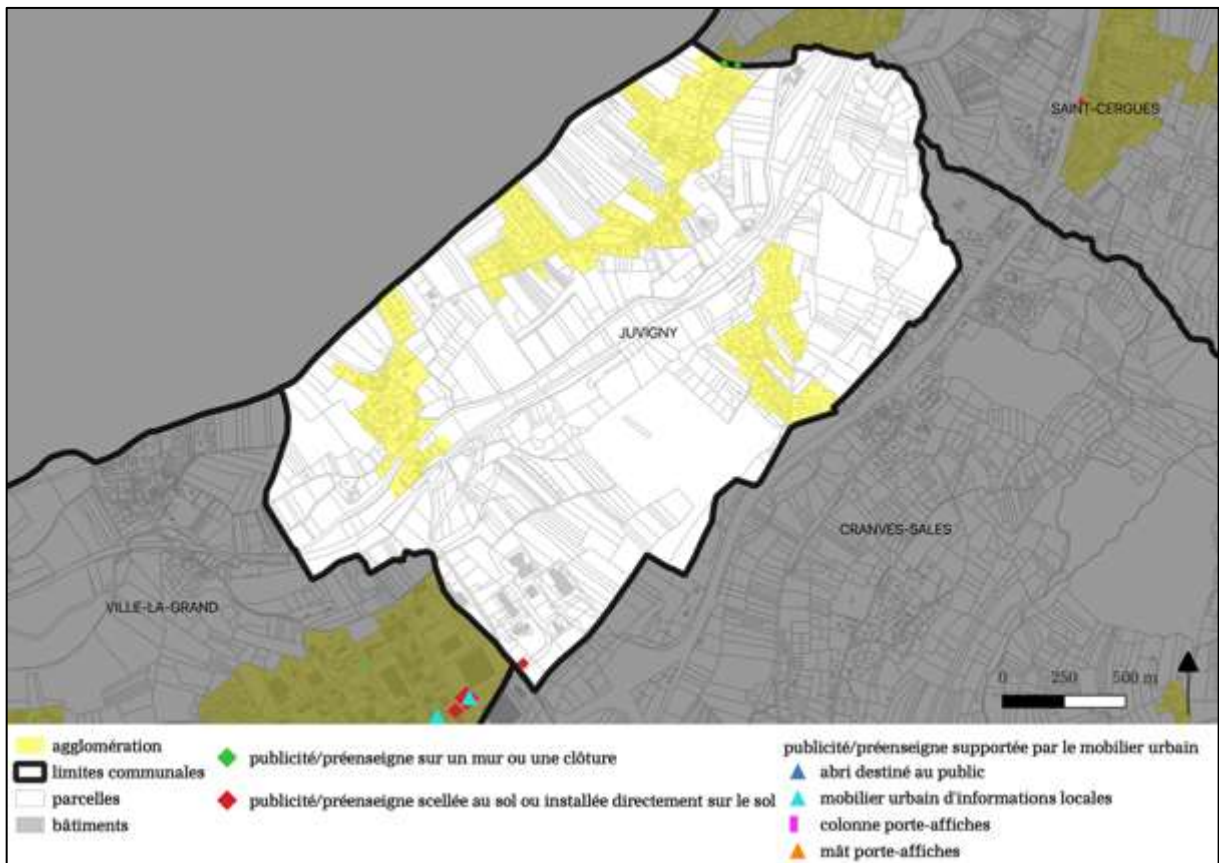 SAINT-CERGUES
JUVIGNY
CRANVES-SALES
VILLE-LA-GRAND
0 250 500 m
agglomération
limites communales
parcelles
bâtiments
publicité/préenseigne sur un mur ou une clôture
publicité/préenseigne scellée au sol ou installée directement sur le sol
publicité/préenseigne supportée par le mobilier urbain
abri destiné au public
mobilier urbain d'informations locales
colonne porte-affiches
mât porte-affiches